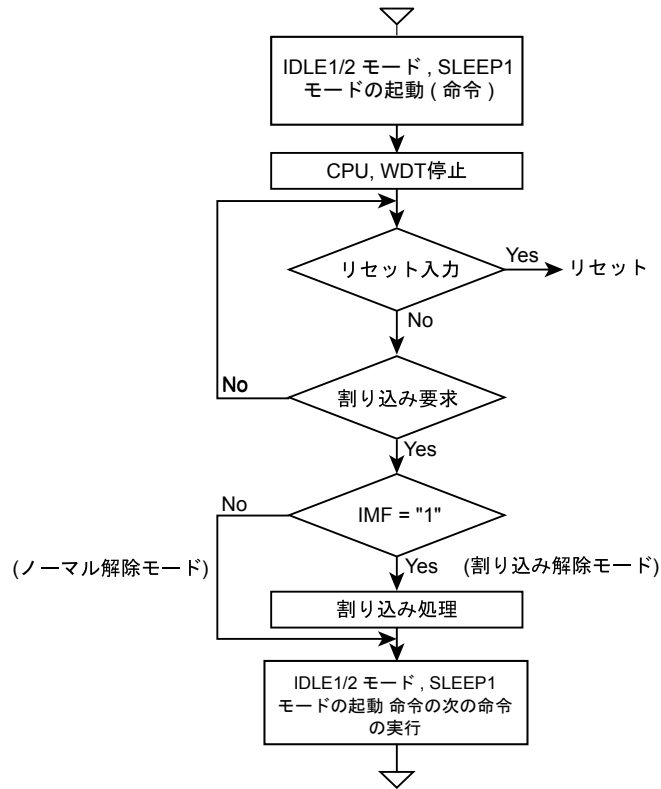 IDLE1/2 モード , SLEEP1
モードの起動 ( 命令 )
CPU, WDT停止
リセット入力
Yes
リセット
No
No
割り込み要求
Yes
No
IMF = "1"
(ノーマル解除モード)
Yes
(割り込み解除モード)
割り込み処理
IDLE1/2 モード , SLEEP1
モードの起動 命令の次の命令
の実行